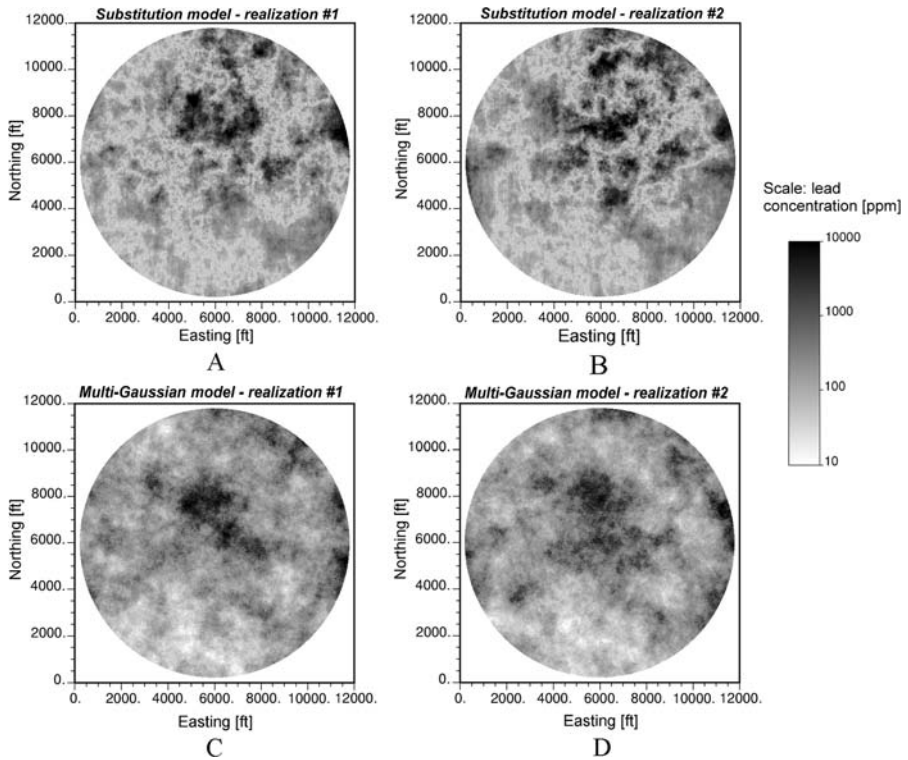 Substitution model - realization #1
12000.
10000.
8000.
6000.
4000.
2000.
0.
Northing [ft]
0. 2000. 4000. 6000. 8000. 10000. 12000.
Easting [ft]
A
Substitution model - realization #2
12000.
10000.
8000.
6000.
4000.
2000.
0.
Northing [ft]
0. 2000. 4000. 6000. 8000. 10000. 12000.
Easting [ft]
B
Scale: lead
concentration [ppm]
10000
1000
100
10
Multi-Gaussian model - realization #1
12000.
10000.
8000.
6000.
4000.
2000.
0.
Northing [ft]
0. 2000. 4000. 6000. 8000. 10000. 12000.
Easting [ft]
C
Multi-Gaussian model - realization #2
12000.
10000.
8000.
6000.
4000.
2000.
0.
Northing [ft]
0. 2000. 4000. 6000. 8000. 10000. 12000.
Easting [ft]
D